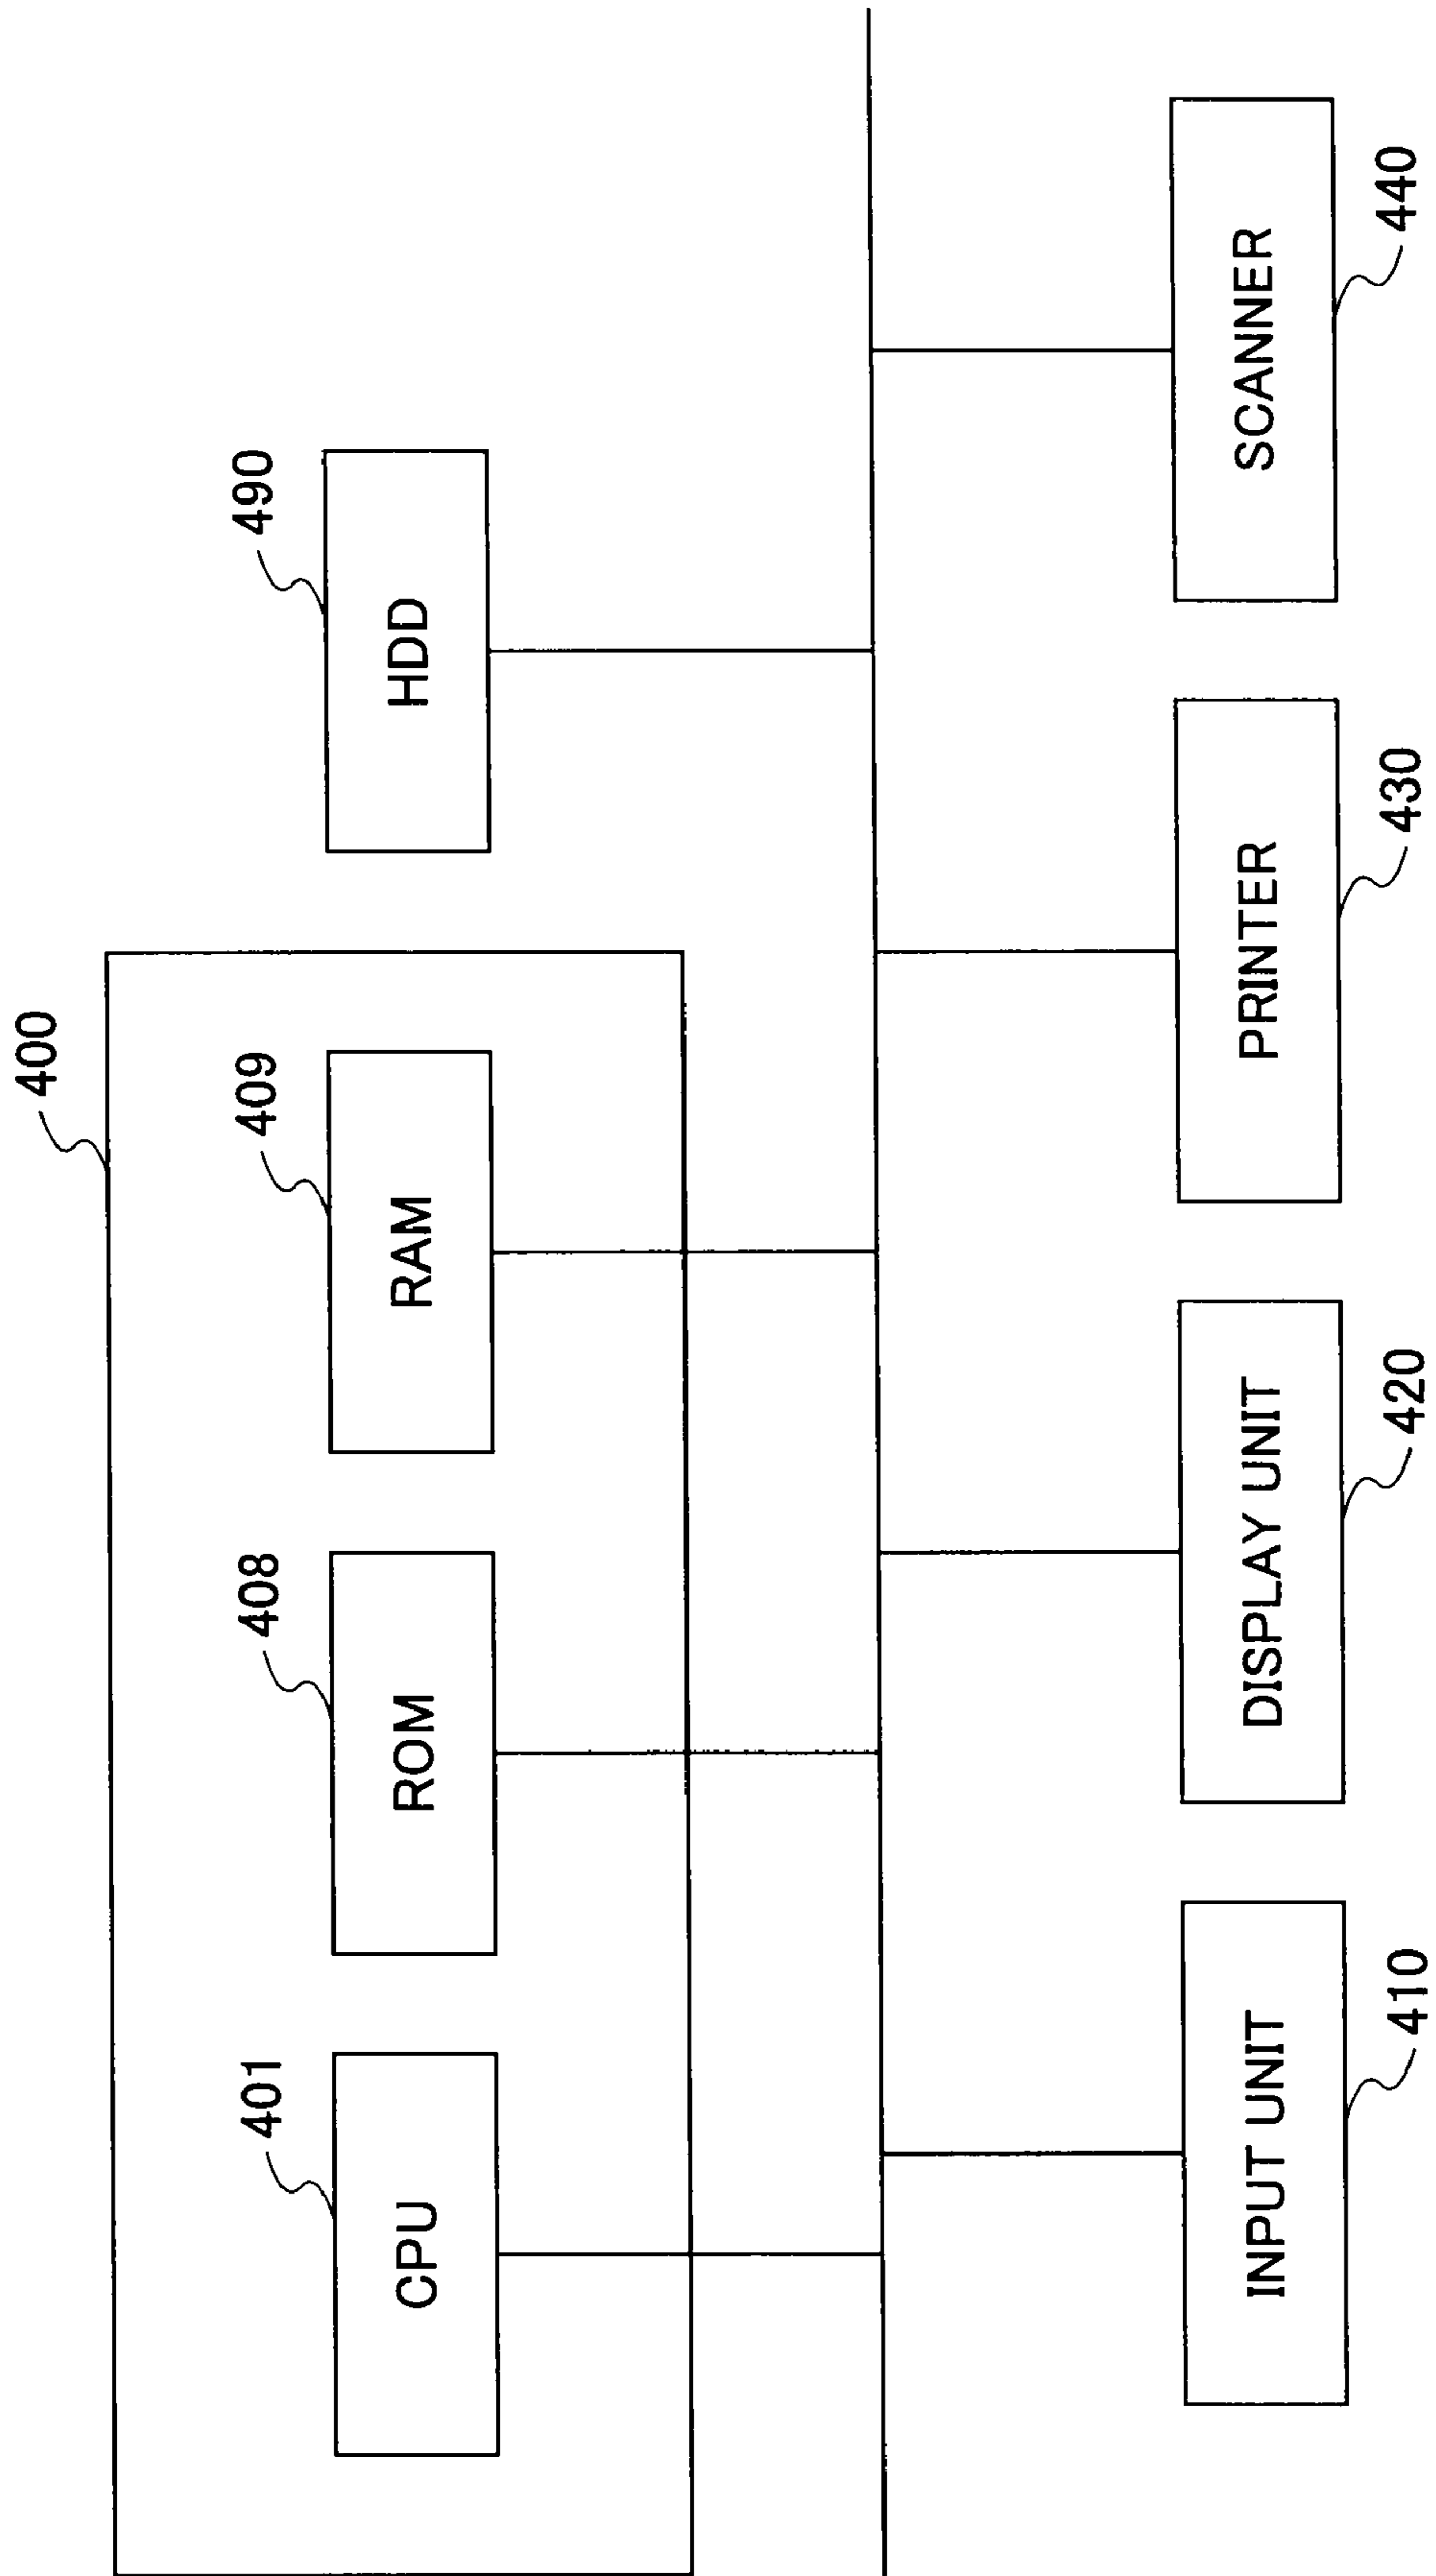 400
401
408
409
490
CPU
ROM
RAM
HDD
INPUT UNIT
DISPLAY UNIT
PRINTER
SCANNER
410
420
430
440